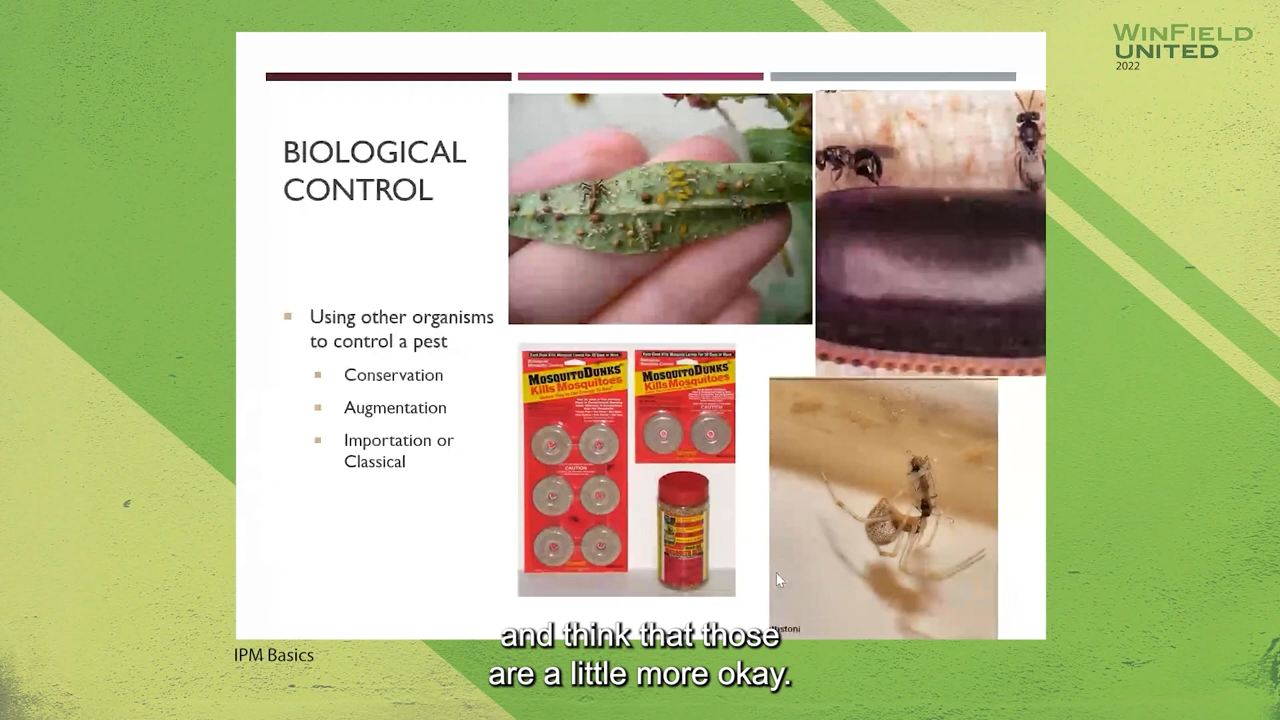 WINFIELD
UNITED
2022
BIOLOGICAL
CONTROL
Using other organisms
to control a pest
Conservation
Augmentation
Importation or
Classical
MOSQUITO DUNKS
Kills Mosquitoes
CAUTION
MOSQUITO DUNKS
Kills Mosquitoes
CAUTION
IPM Basics
and think that those
are a little more okay.